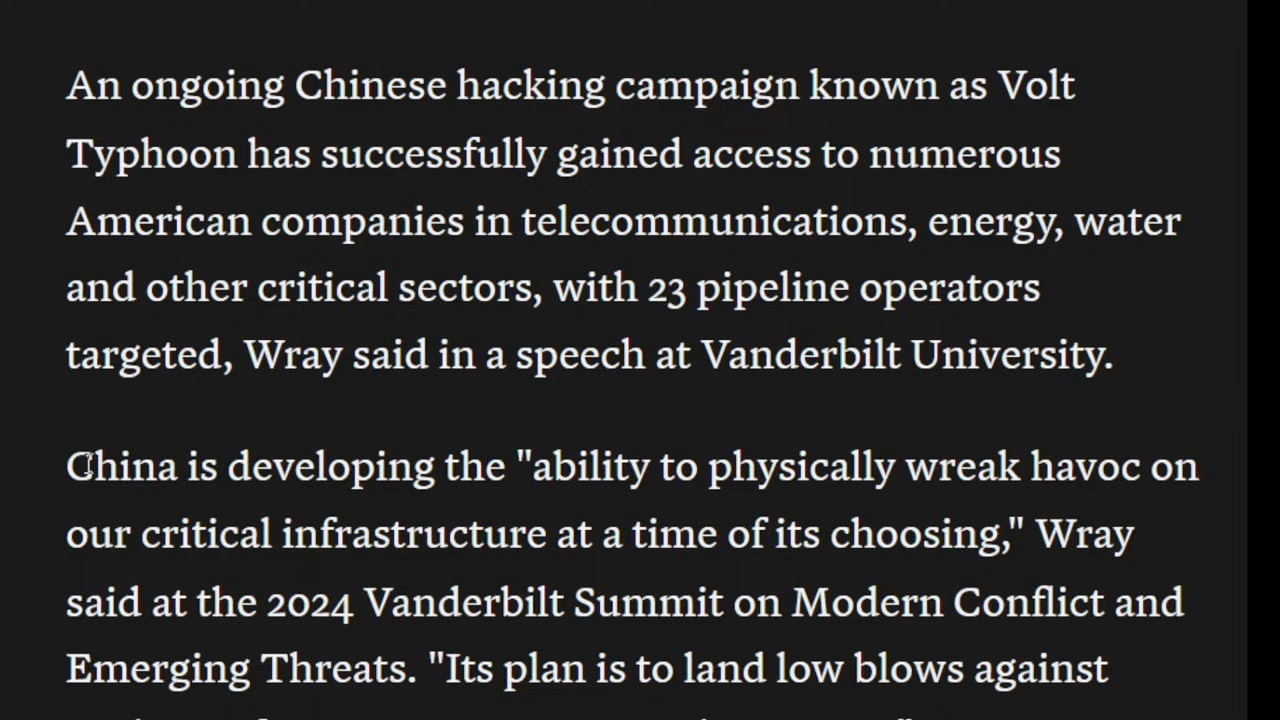 An ongoing Chinese hacking campaign known as Volt
Typhoon has successfully gained access to numerous
American companies in telecommunications, energy, water
and other critical sectors, with 23 pipeline operators
targeted, Wray said in a speech at Vanderbilt University.
China is developing the "ability to physically wreak havoc on
our critical infrastructure at a time of its choosing," Wray
said at the 2024 Vanderbilt Summit on Modern Conflict and
Emerging Threats. "Its plan is to land low blows against